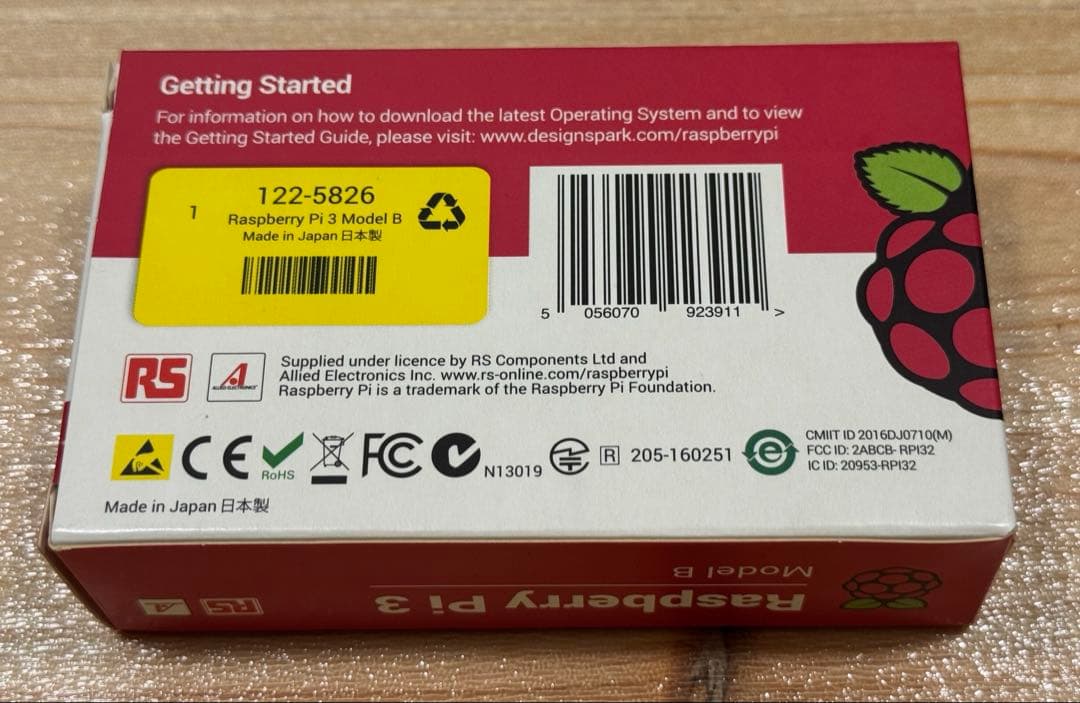 Getting Started
For information on how to download the latest Operating System and to view
the Getting Started Guide, please visit: www.designspark.com/raspberrypi
1
122-5826
Raspberry Pi 3 Model B
Made in Japan 日本製
5 056070 923911 >
RS
ALLIED ELECTRONICS
Supplied under licence by RS Components Ltd and
Allied Electronics Inc. www.rs-online.com/raspberrypi
Raspberry Pi is a trademark of the Raspberry Pi Foundation.
CE
RoHS
FC
N13019
R 205-160251
CMIIT ID 2016DJ0710(M)
FCC ID: 2ABCB- RPI32
IC ID: 20953-RPI32
Made in Japan 日本製
Raspberry Pi 3
Model B
RS
A